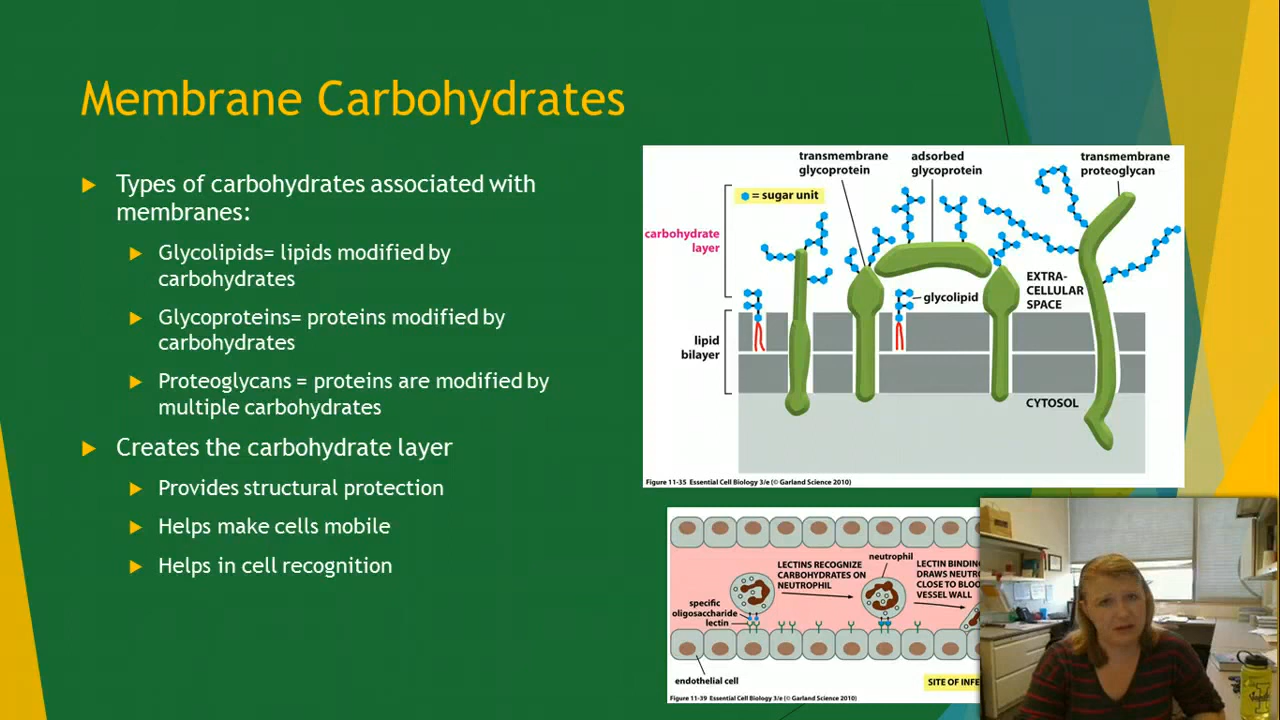 Membrane Carbohydrates
Types of carbohydrates associated with
membranes:
Glycolipids= lipids modified by
carbohydrates
Glycoproteins= proteins modified by
carbohydrates
Proteoglycans = proteins are modified by
multiple carbohydrates
Creates the carbohydrate layer
Provides structural protection
Helps make cells mobile
Helps in cell recognition
transmembrane
glycoprotein
adsorbed
glycoprotein
transmembrane
proteoglycan
= sugar unit
carbohydrate
layer
EXTRA-
CELLULAR
SPACE
glycolipid
lipid
bilayer
CYTOSOL
Figure 11-35 Essential Cell Biology 3/e (© Garland Science 2010)
neutrophil
LECTINS RECOGNIZE
CARBOHYDRATES ON
NEUTROPHIL
LECTIN BINDING
DRAWS
CLOSE TO
VESSEL WALL
specific
oligosaccharide
lectin
endothelial cell
SITE OF
Figure 11-39 Essential Cell Biology 3/e (© Garland Science 2010)